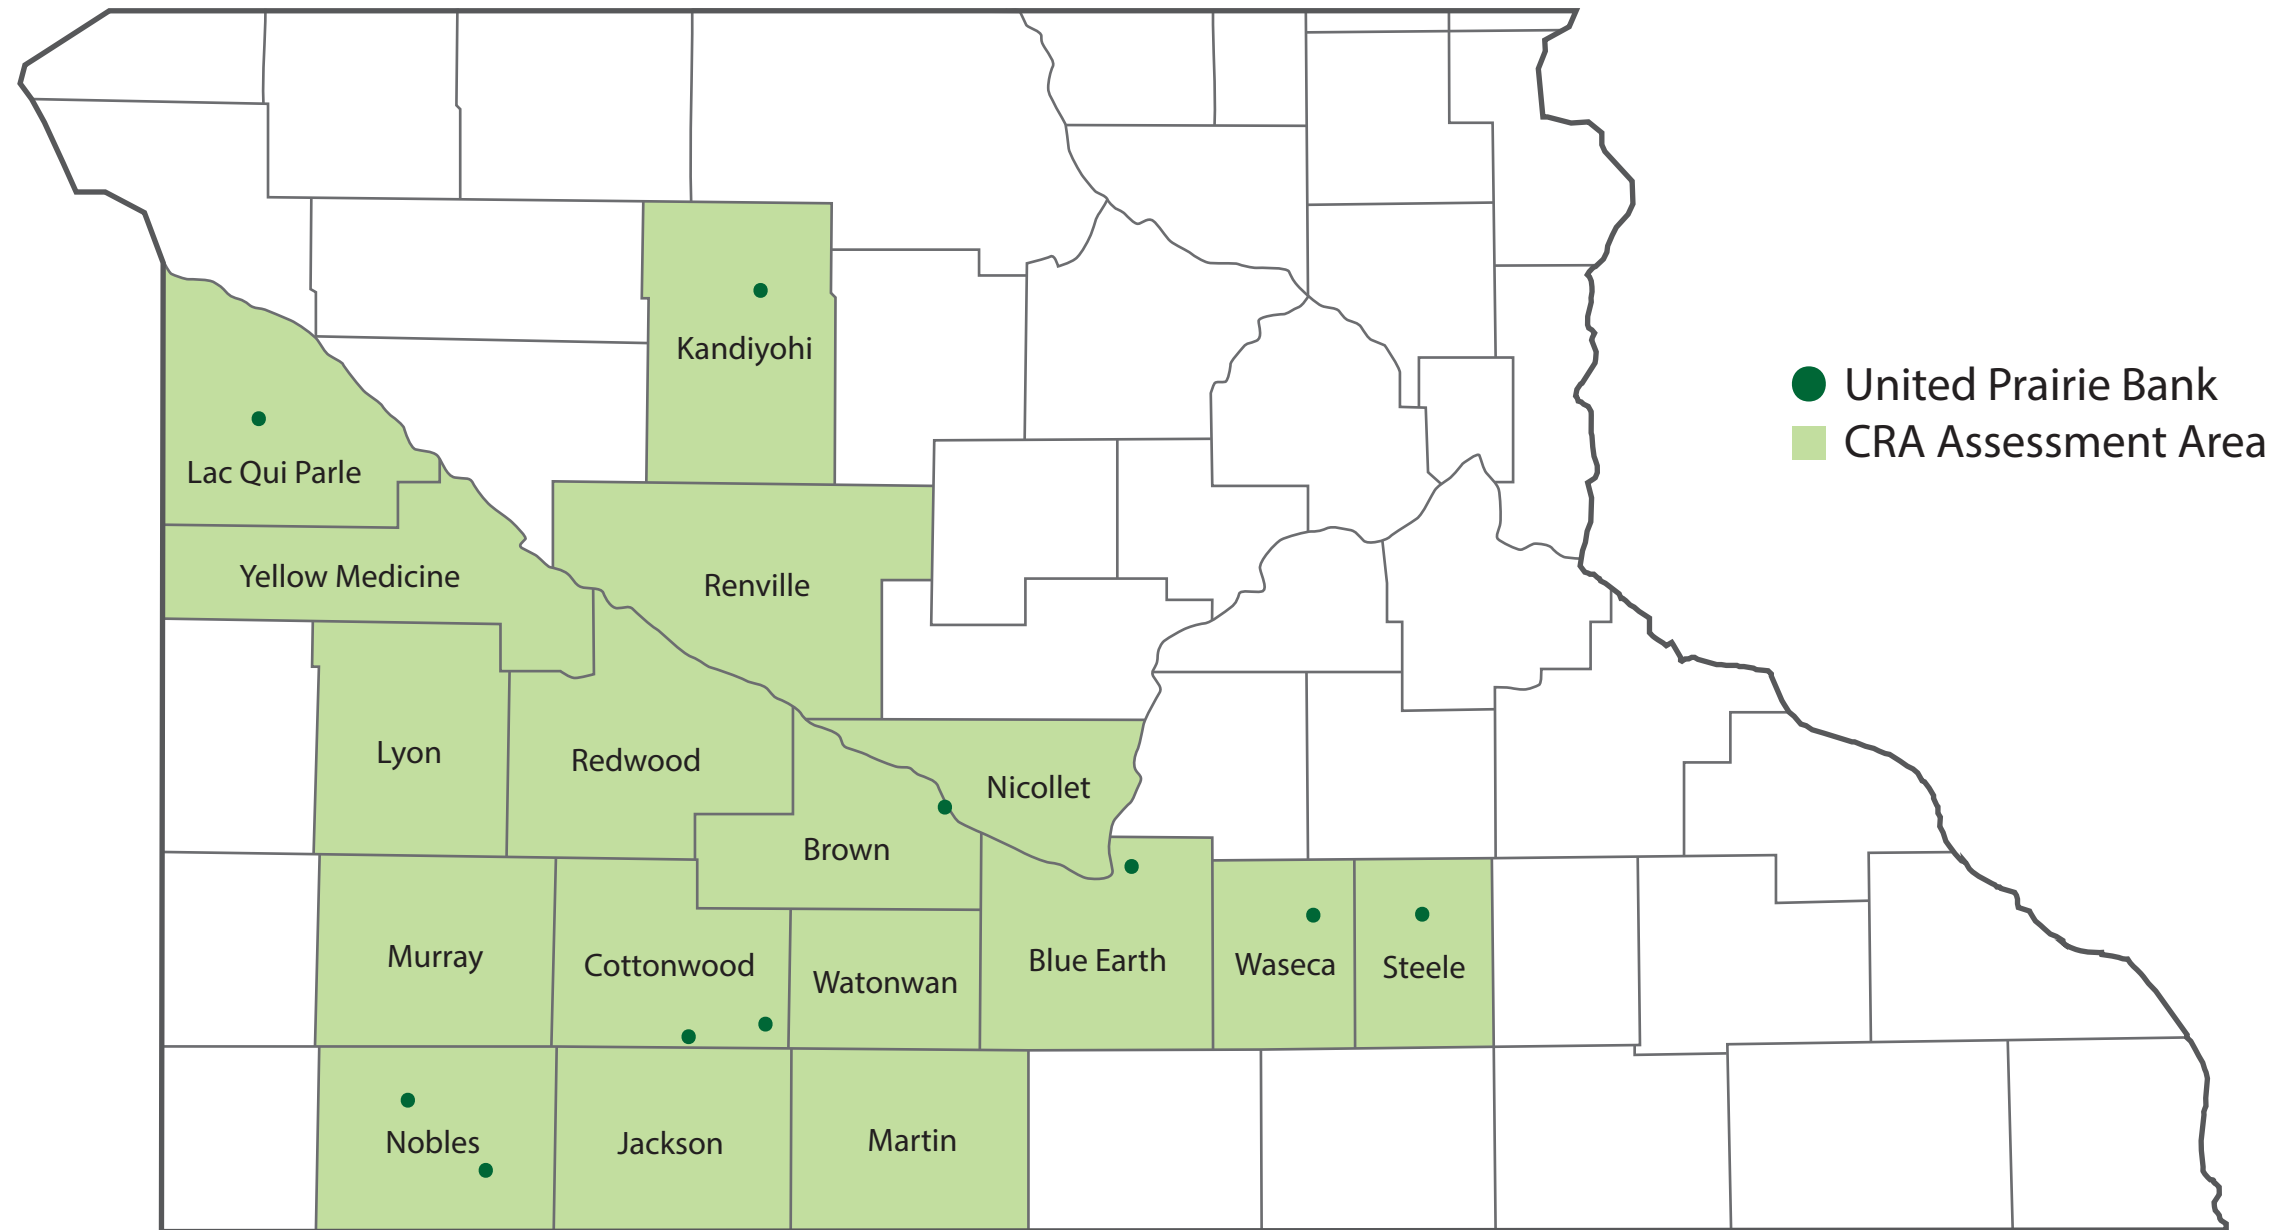 Kandiyohi
United Prairie Bank
CRA Assessment Area
Lac Qui Parle
Yellow Medicine
Renville
Lyon
Redwood
Nicollet
Brown
Murray
Cottonwood
Watonwan
Blue Earth
Waseca
Steele
Nobles
Jackson
Martin